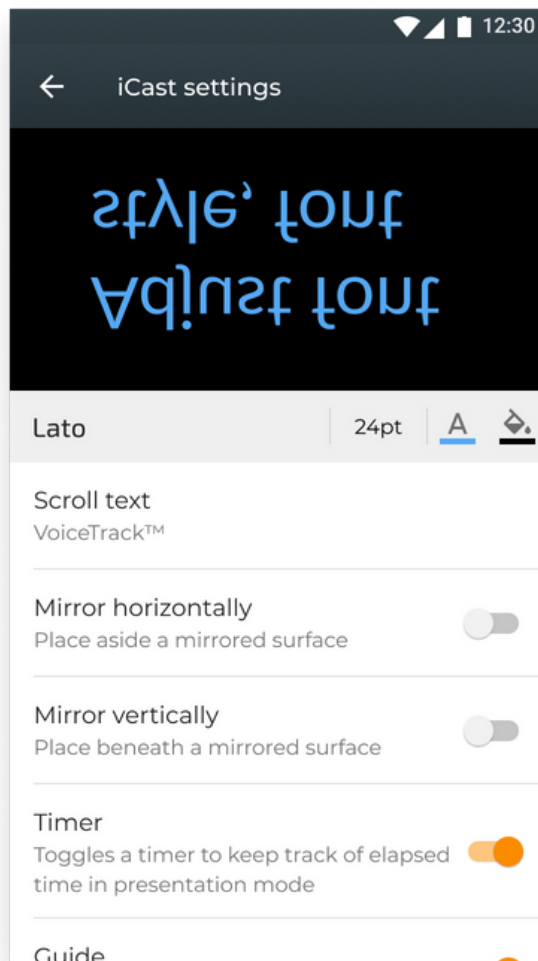 12:30
iCast settings
Adjust font
style, font
Lato
24pt
A
Scroll text
VoiceTrack™
Mirror horizontally
Place aside a mirrored surface
Mirror vertically
Place beneath a mirrored surface
Timer
Toggles a timer to keep track of elapsed
time in presentation mode
Guide